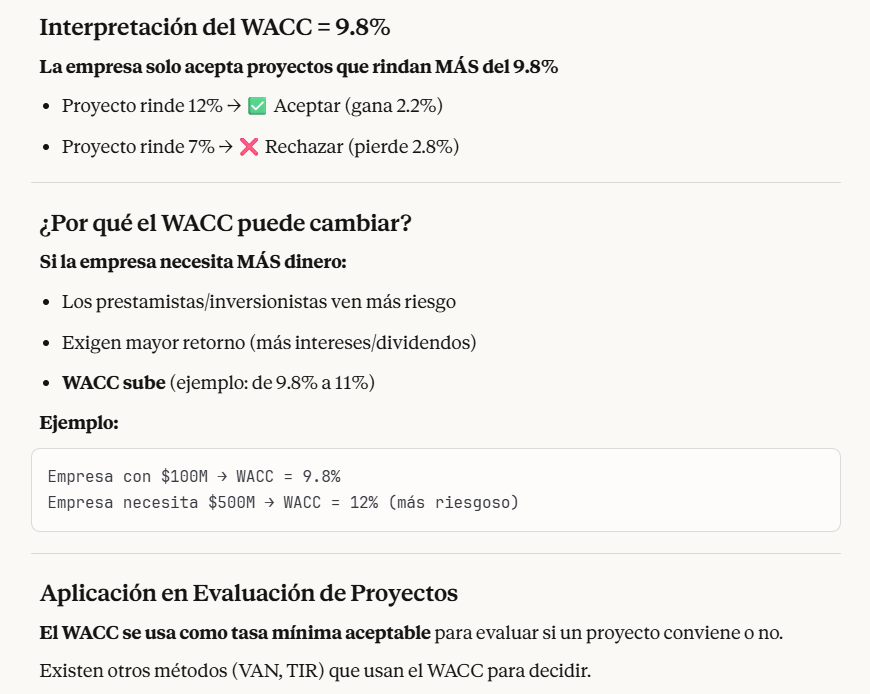 Interpretación del WACC = 9.8%
La empresa solo acepta proyectos que rindan MÁS del 9.8%
• Proyecto rinde 12% → ✅ Aceptar (gana 2.2%)
• Proyecto rinde 7% → ❌ Rechazar (pierde 2.8%)
¿Por qué el WACC puede cambiar?
Si la empresa necesita MÁS dinero:
• Los prestamistas/inversionistas ven más riesgo
• Exigen mayor retorno (más intereses/dividendos)
• WACC sube (ejemplo: de 9.8% a 11%)
Ejemplo:
Empresa con $100M → WACC = 9.8%
Empresa necesita $500M → WACC = 12% (más riesgoso)
Aplicación en Evaluación de Proyectos
El WACC se usa como tasa mínima aceptable para evaluar si un proyecto conviene o no.
Existen otros métodos (VAN, TIR) que usan el WACC para decidir.